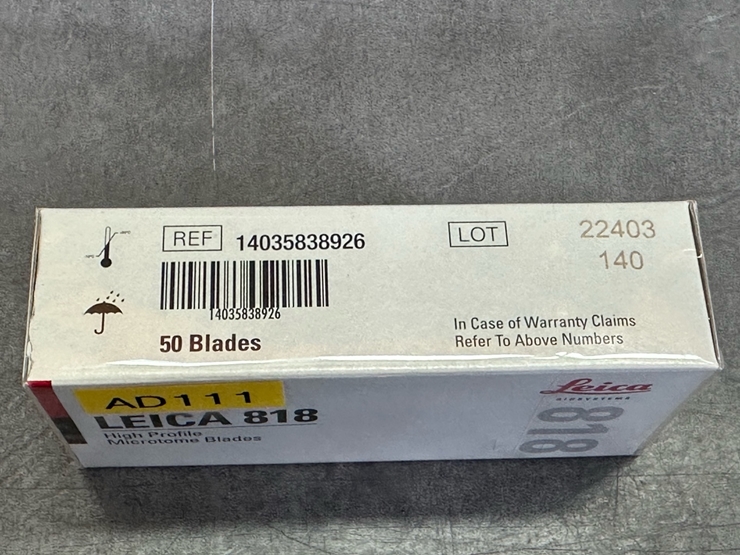 REF 14035838926
LOT 22403
140
14035838926
50 Blades
In Case of Warranty Claims
Refer To Above Numbers
AD111
LEICA 818
High Profile
Microtome Blades
Leica
BIOSYSTEMS
818